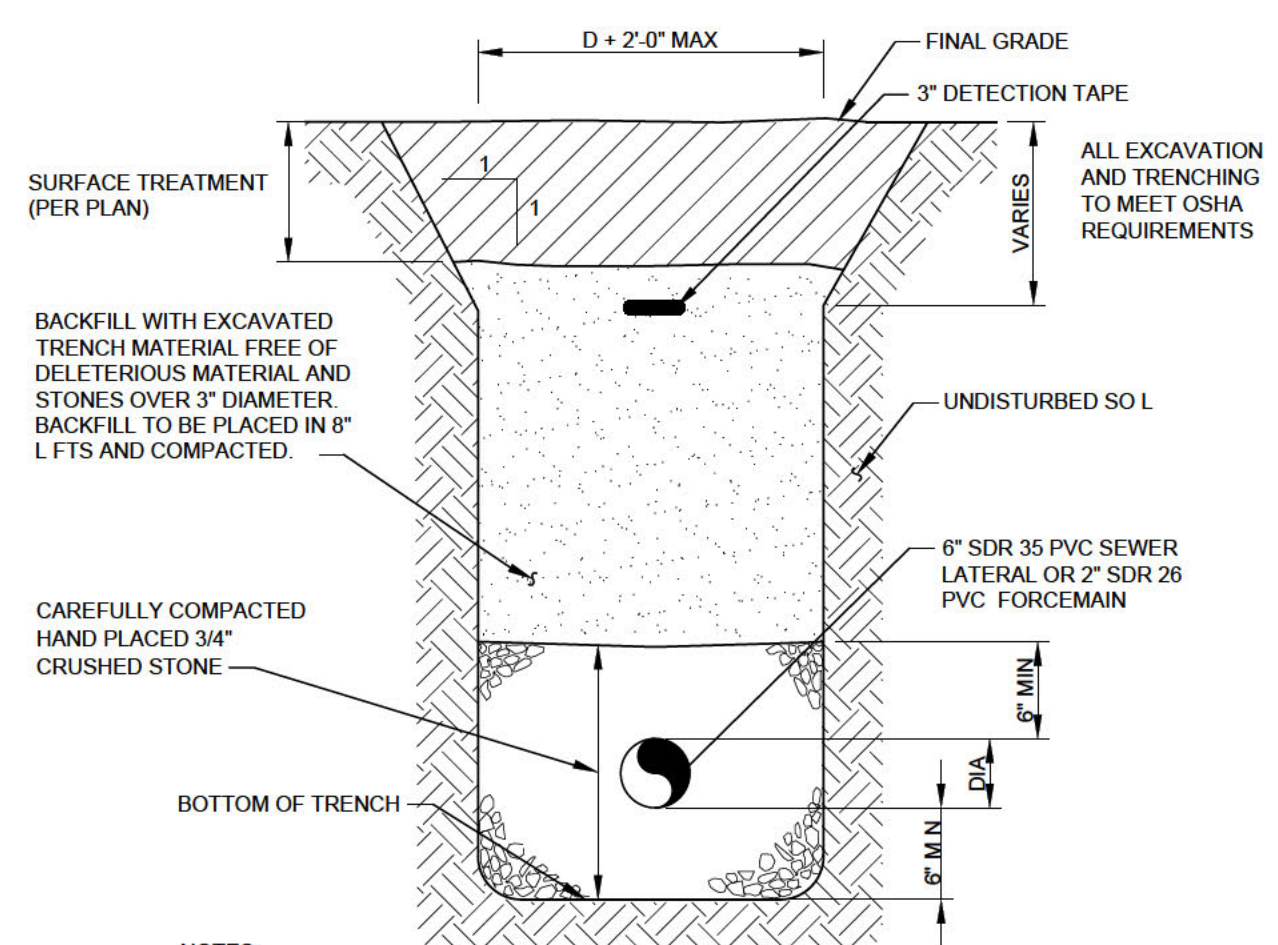 D + 2'-0" MAX
FINAL GRADE
3" DETECTION TAPE
SURFACE TREATMENT
(PER PLAN)
1
1
VARIES
ALL EXCAVATION
AND TRENCHING
TO MEET OSHA
REQUIREMENTS
BACKFILL WITH EXCAVATED
TRENCH MATERIAL FREE OF
DELETERIOUS MATERIAL AND
STONES OVER 3" DIAMETER.
BACKFILL TO BE PLACED IN 8"
L FTS AND COMPACTED.
UNDISTURBED SO L
6" SDR 35 PVC SEWER
LATERAL OR 2" SDR 26
PVC FORCEMAIN
CAREFULLY COMPACTED
HAND PLACED 3/4"
CRUSHED STONE
6" MIN
DIA
BOTTOM OF TRENCH
6" M N